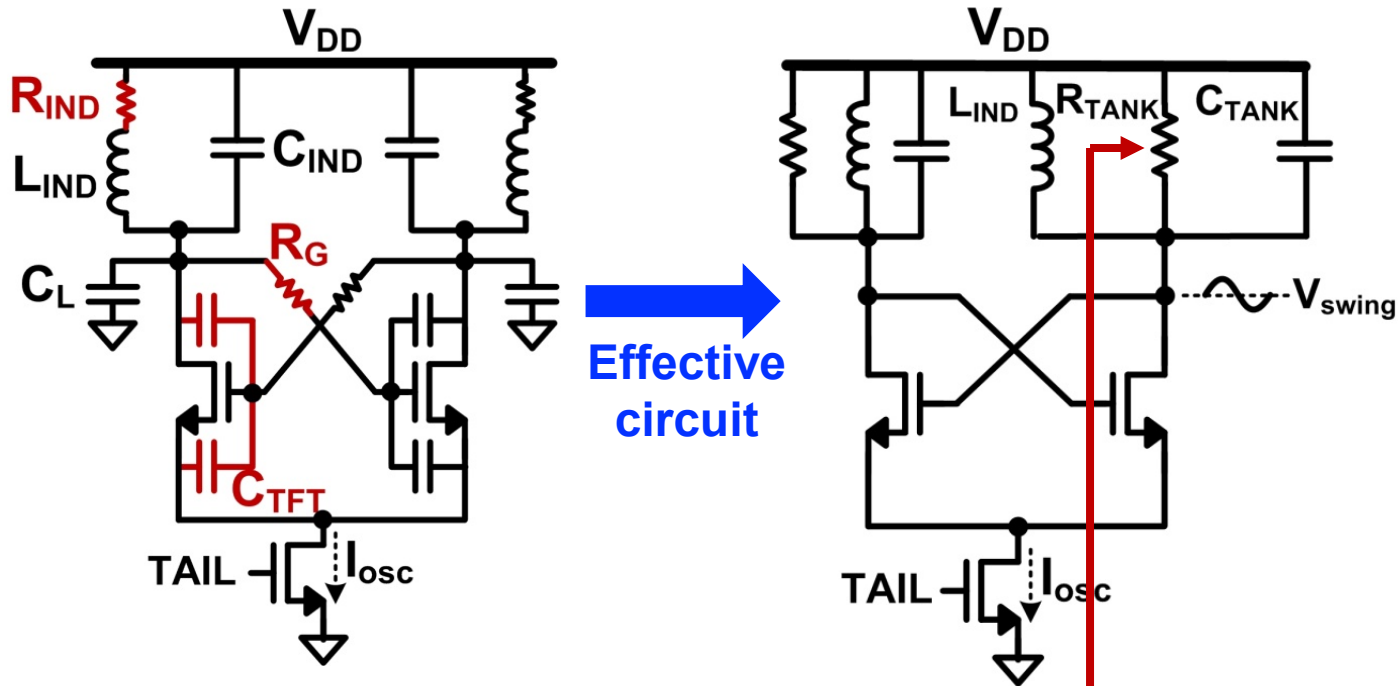 VDD
RIND
LIND
CIND
RG
CL
CTFT
TAIL
Iosc
Effective
circuit
VDD
LIND
RTANK
CTANK
Vswing
TAIL
Iosc